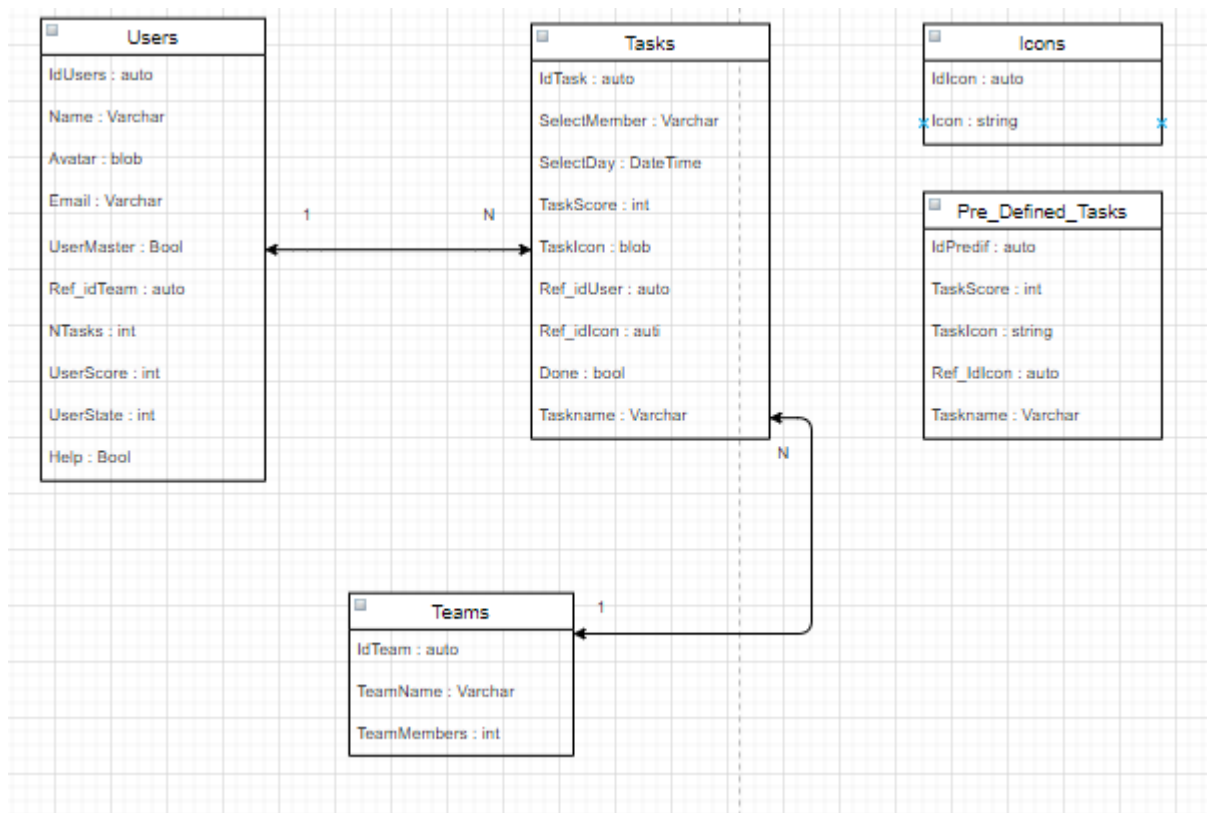 Users
IdUsers : auto
Name : Varchar
Avatar : blob
Email : Varchar
UserMaster : Bool
Ref_idTeam : auto
NTasks : int
UserScore : int
UserState : int
Help : Bool
1
N
Tasks
IdTask : auto
SelectMember : Varchar
SelectDay : DateTime
TaskScore : int
TaskIcon : blob
Ref_idUser : auto
Ref_idIcon : auti
Done : bool
Taskname : Varchar
N
Icons
IdIcon : auto
Icon : string
Pre_Defined_Tasks
IdPredif : auto
TaskScore : int
TaskIcon : string
Ref_IdIcon : auto
Taskname : Varchar
Teams
IdTeam : auto
TeamName : Varchar
TeamMembers : int
1